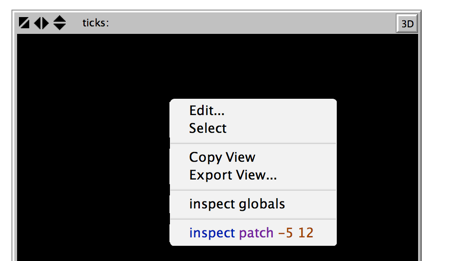 ticks:
3D
Edit...
Select
Copy View
Export View...
inspect globals
inspect patch -5 12